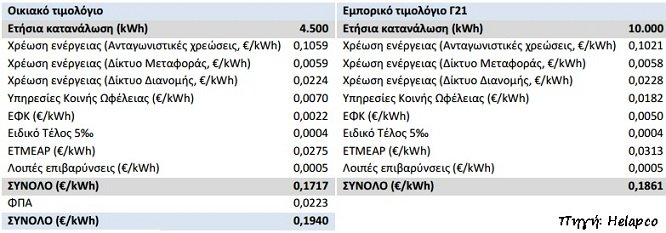 Οικιακό τιμολόγιο
Ετήσια κατανάλωση (kWh) 4.500
Χρέωση ενέργειας (Ανταγωνιστικές χρεώσεις, €/kWh) 0,1059
Χρέωση ενέργειας (Δίκτυο Μεταφοράς, €/kWh) 0,0059
Χρέωση ενέργειας (Δίκτυο Διανομής, €/kWh) 0,0224
Υπηρεσίες Κοινής Ωφέλειας (€/kWh) 0,0070
ΕΦΚ (€/kWh) 0,0022
Ειδικό Τέλος 5‰ 0,0004
ΕΤΜΕΑΡ (€/kWh) 0,0275
Λοιπές επιβαρύνσεις (€/kWh) 0,0005
ΣΥΝΟΛΟ (€/kWh) 0,1717
ΦΠΑ 0,0223
ΣΥΝΟΛΟ (€/kWh) 0,1940
Εμπορικό τιμολόγιο Γ21
Ετήσια κατανάλωση (kWh) 10.000
Χρέωση ενέργειας (Ανταγωνιστικές χρεώσεις, €/kWh) 0,1021
Χρέωση ενέργειας (Δίκτυο Μεταφοράς, €/kWh) 0,0058
Χρέωση ενέργειας (Δίκτυο Διανομής, €/kWh) 0,0228
Υπηρεσίες Κοινής Ωφέλειας (€/kWh) 0,0182
ΕΦΚ (€/kWh) 0,0050
Ειδικό Τέλος 5‰ 0,0004
ΕΤΜΕΑΡ (€/kWh) 0,0313
Λοιπές επιβαρύνσεις (€/kWh) 0,0005
ΣΥΝΟΛΟ (€/kWh) 0,1861
Πηγή: Helapco